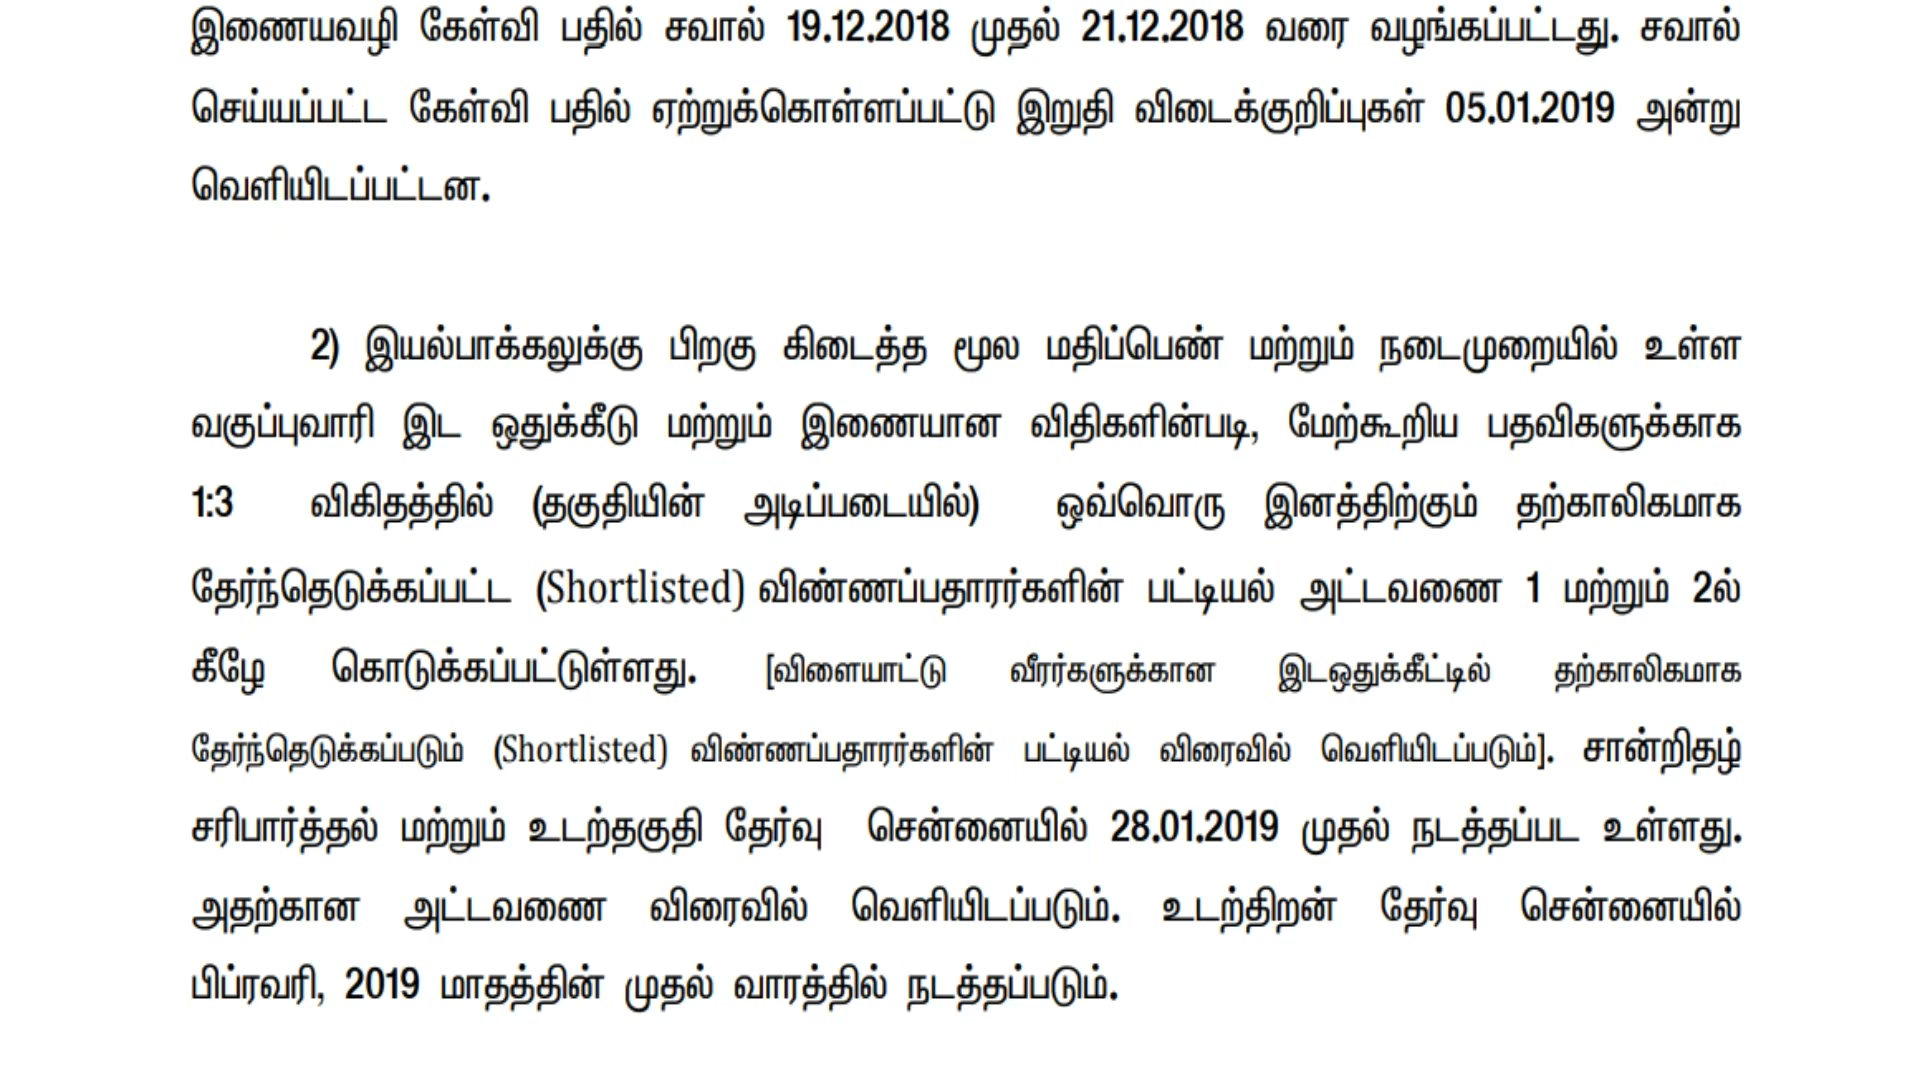 இணையவழி கேள்வி பதில் சவால் 19.12.2018 முதல் 21.12.2018 வரை வழங்கப்பட்டது. சவால்
செய்யப்பட்ட கேள்வி பதில் ஏற்றுக்கொள்ளப்பட்டு இறுதி விடைக்குறிப்புகள் 05.01.2019 அன்று
வெளியிடப்பட்டன.
2) இயல்பாக்கலுக்கு பிறகு கிடைத்த மூல மதிப்பெண் மற்றும் நடைமுறையில் உள்ள
வகுப்புவாரி இட ஒதுக்கீடு மற்றும் இணையான விதிகளின்படி, மேற்கூறிய பதவிகளுக்காக
1:3 விகிதத்தில் (தகுதியின் அடிப்படையில்) ஒவ்வொரு இனத்திற்கும் தற்காலிகமாக
தேர்ந்தெடுக்கப்பட்ட (Shortlisted) விண்ணப்பதாரர்களின் பட்டியல் அட்டவணை 1 மற்றும் 2ல்
கீழே கொடுக்கப்பட்டுள்ளது. [விளையாட்டு வீரர்களுக்கான இடஒதுக்கீட்டில் தற்காலிகமாக
தேர்ந்தெடுக்கப்படும் (Shortlisted) விண்ணப்பதாரர்களின் பட்டியல் விரைவில் வெளியிடப்படும்]. சான்றிதழ்
சரிபார்த்தல் மற்றும் உடற்தகுதி தேர்வு சென்னையில் 28.01.2019 முதல் நடத்தப்பட உள்ளது.
அதற்கான அட்டவணை விரைவில் வெளியிடப்படும். உடற்திறன் தேர்வு சென்னையில்
பிப்ரவரி, 2019 மாதத்தின் முதல் வாரத்தில் நடத்தப்படும்.